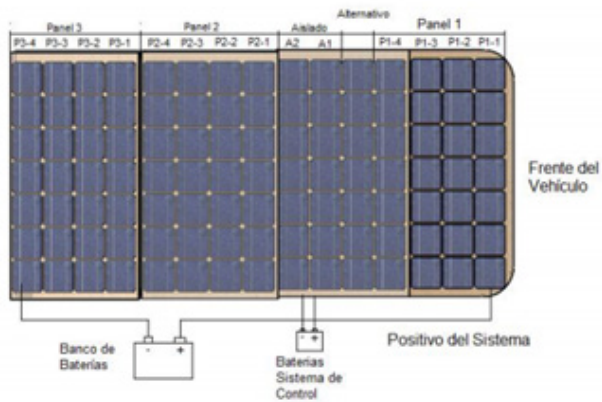 Alternativo
Panel 3 Panel 2 Aislado Panel 1
P3-4 P3-3 P3-2 P3-1 P2-4 P2-3 P2-2 P2-1 A2 A1 P1-4 P1-3 P1-2 P1-1
Frente del
Vehículo
- +
- +
Positivo del Sistema
Banco de
Baterías
Baterias
Sistema de
Control